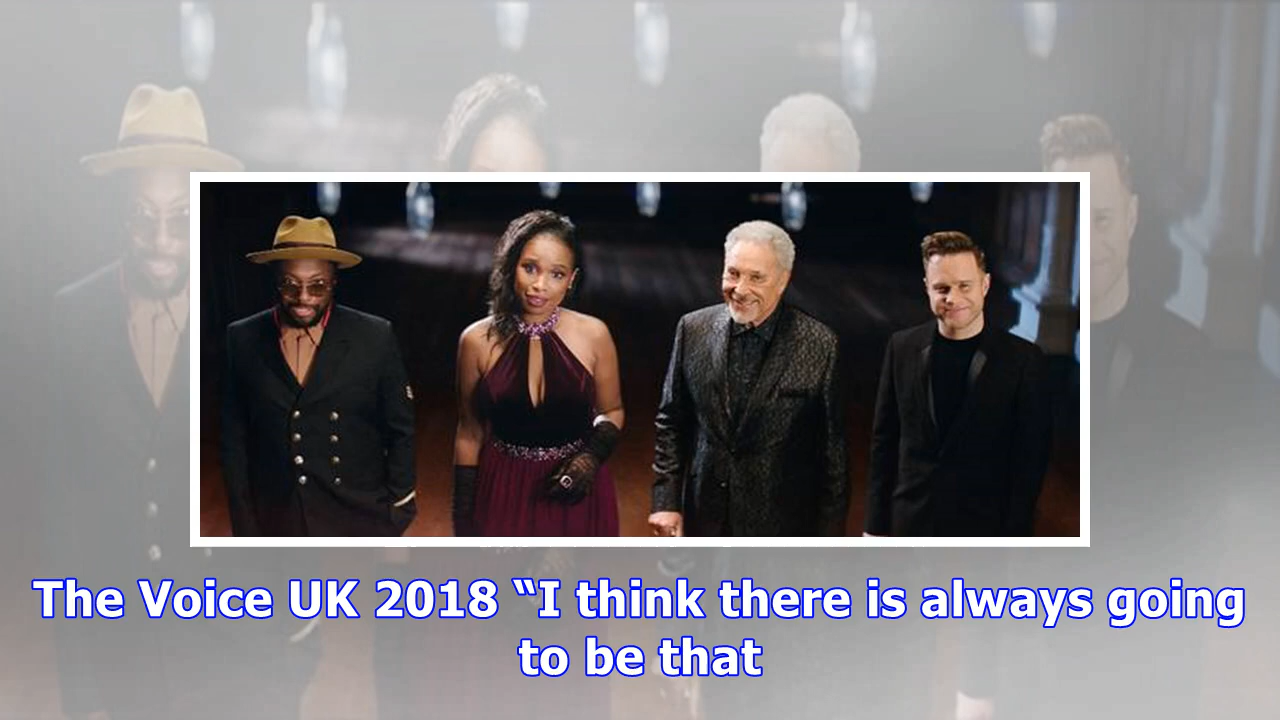 The Voice UK 2018 “I think there is always going
to be that